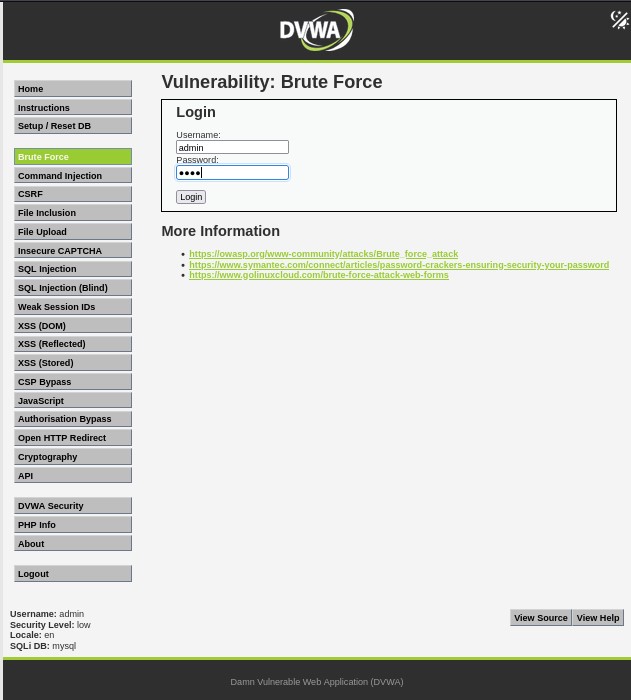 DVWA
Vulnerability: Brute Force
Home
Instructions
Setup / Reset DB
Brute Force
Command Injection
CSRF
File Inclusion
File Upload
Insecure CAPTCHA
SQL Injection
SQL Injection (Blind)
Weak Session IDs
XSS (DOM)
XSS (Reflected)
XSS (Stored)
CSP Bypass
JavaScript
Authorisation Bypass
Open HTTP Redirect
Cryptography
API
DVWA Security
PHP Info
About
Logout
Login
Username:
admin
Password:
●●●●
Login
More Information
• https://owasp.org/www-community/attacks/Brute_force_attack
• https://www.symantec.com/connect/articles/password-crackers-ensuring-security-your-password
• https://www.golinuxcloud.com/brute-force-attack-web-forms
Username: admin
Security Level: low
Locale: en
SQLi DB: mysql
View Source View Help
Damn Vulnerable Web Application (DVWA)